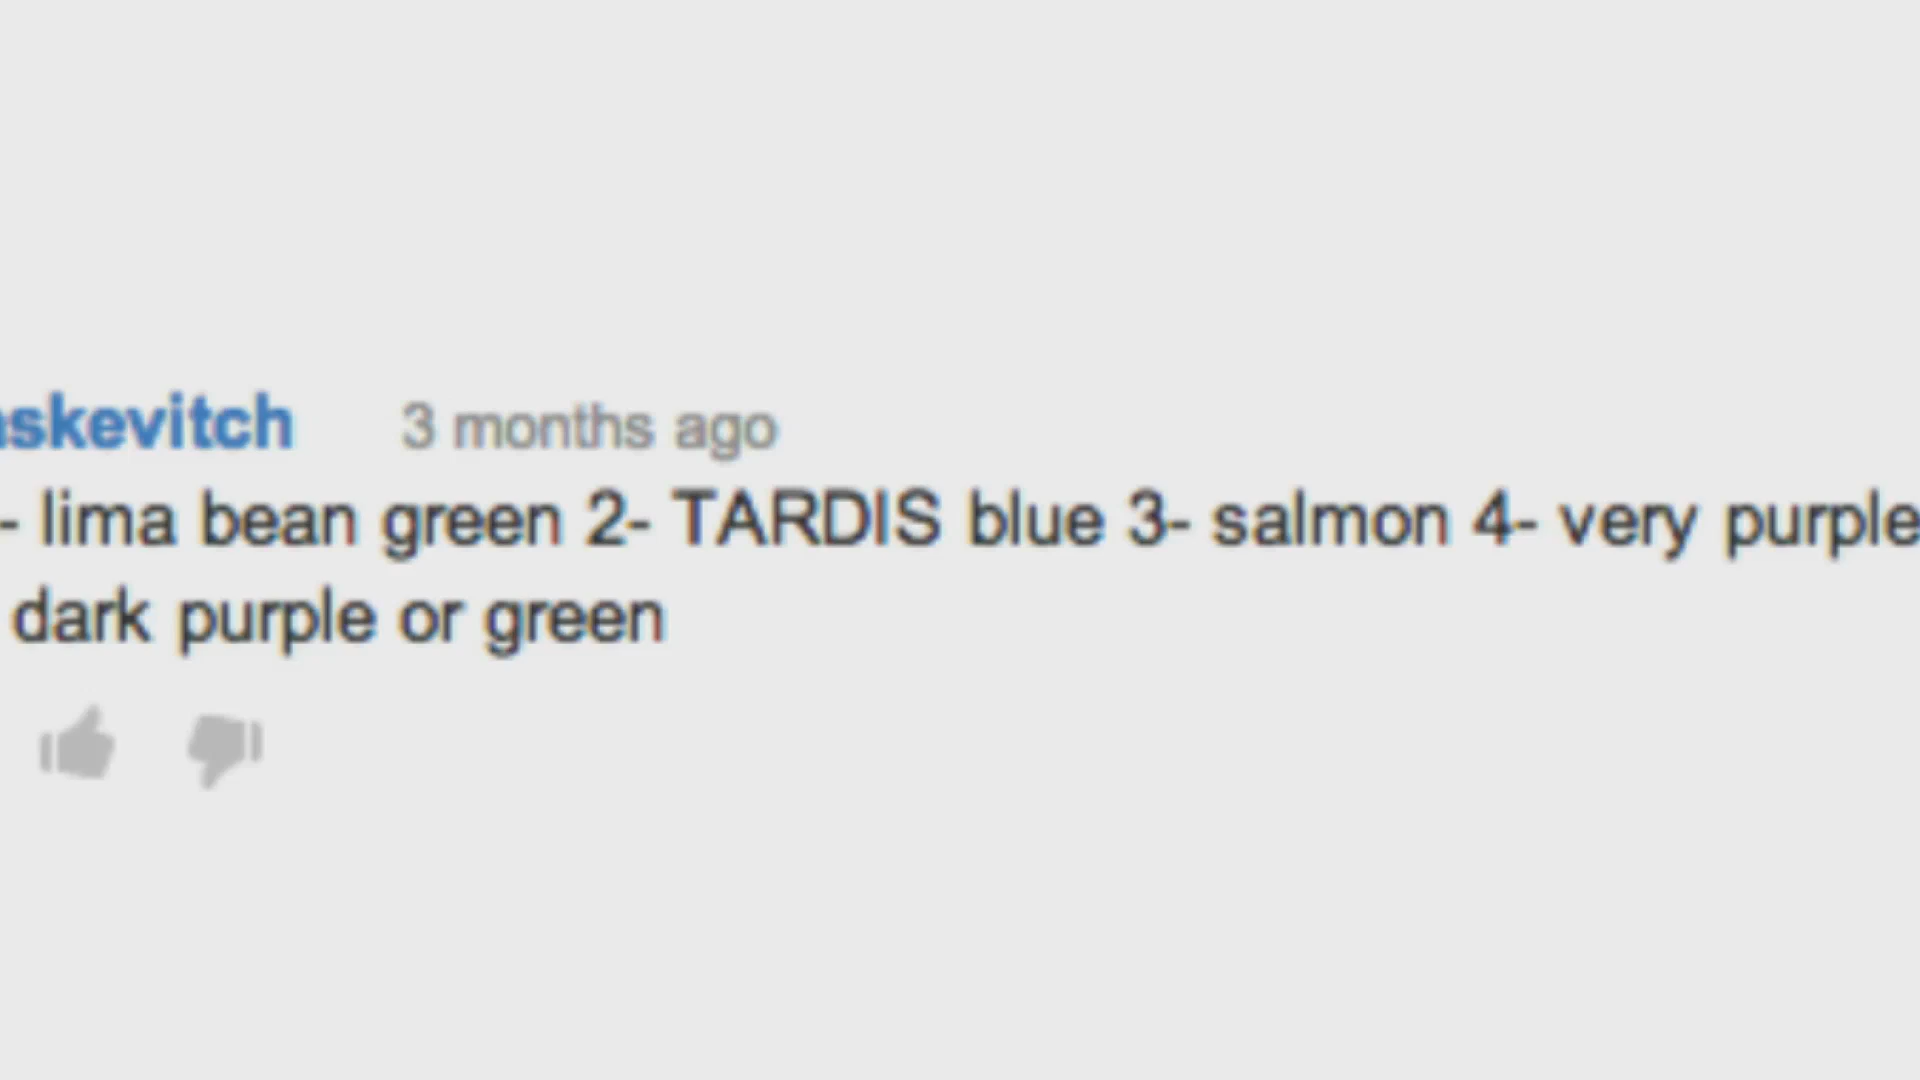 skevitch 3 months ago
- lima bean green 2- TARDIS blue 3- salmon 4- very purple
dark purple or green